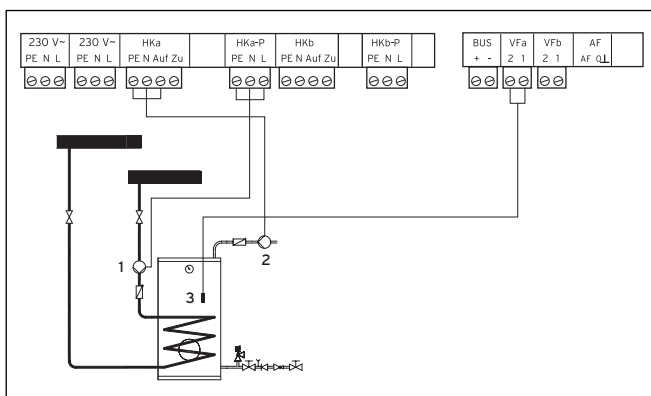 230 V~ 230 V~ HKa HKa-P HKb HKb-P BUS VFa VFb AF
PE N L PE N L PE N Auf Zu PE N L PE N Auf Zu PE N L + - 2 1 2 1 AF 0
1
2
3